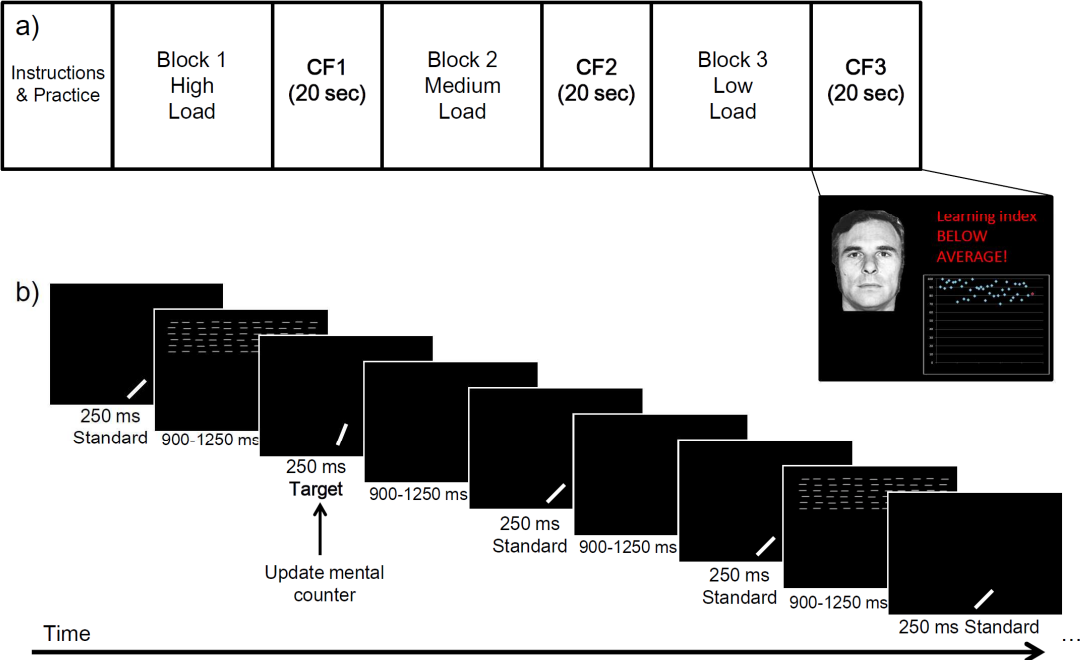 a)
Instructions
& Practice
Block 1
High
Load
CF1
(20 sec)
Block 2
Medium
Load
CF2
(20 sec)
Block 3
Low
Load
CF3
(20 sec)
Learning index
BELOW
AVERAGE!
b)
250 ms
Standard
900-1250 ms
250 ms
Target
900-1250 ms
250 ms
Standard
900-1250 ms
250 ms
Standard
900-1250 ms
250 ms Standard
Update mental
counter
Time
...